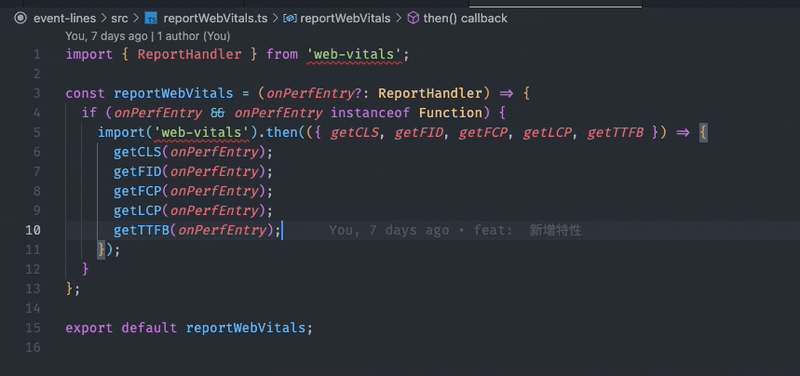 event-lines > src > TS reportWebVitals.ts > reportWebVitals > then() callback
You, 7 days ago | 1 author (You)
1 import { ReportHandler } from 'web-vitals';
2
3 const reportWebVitals = (onPerfEntry?: ReportHandler) => {
4 if (onPerfEntry && onPerfEntry instanceof Function) {
5 import('web-vitals').then(({ getCLS, getFID, getFCP, getLCP, getTTFB }) => {
6 getCLS(onPerfEntry);
7 getFID(onPerfEntry);
8 getFCP(onPerfEntry);
9 getLCP(onPerfEntry);
10 getTTFB(onPerfEntry); You, 7 days ago • feat: 新增特性
11 });
12 }
13 };
14
15 export default reportWebVitals;
16